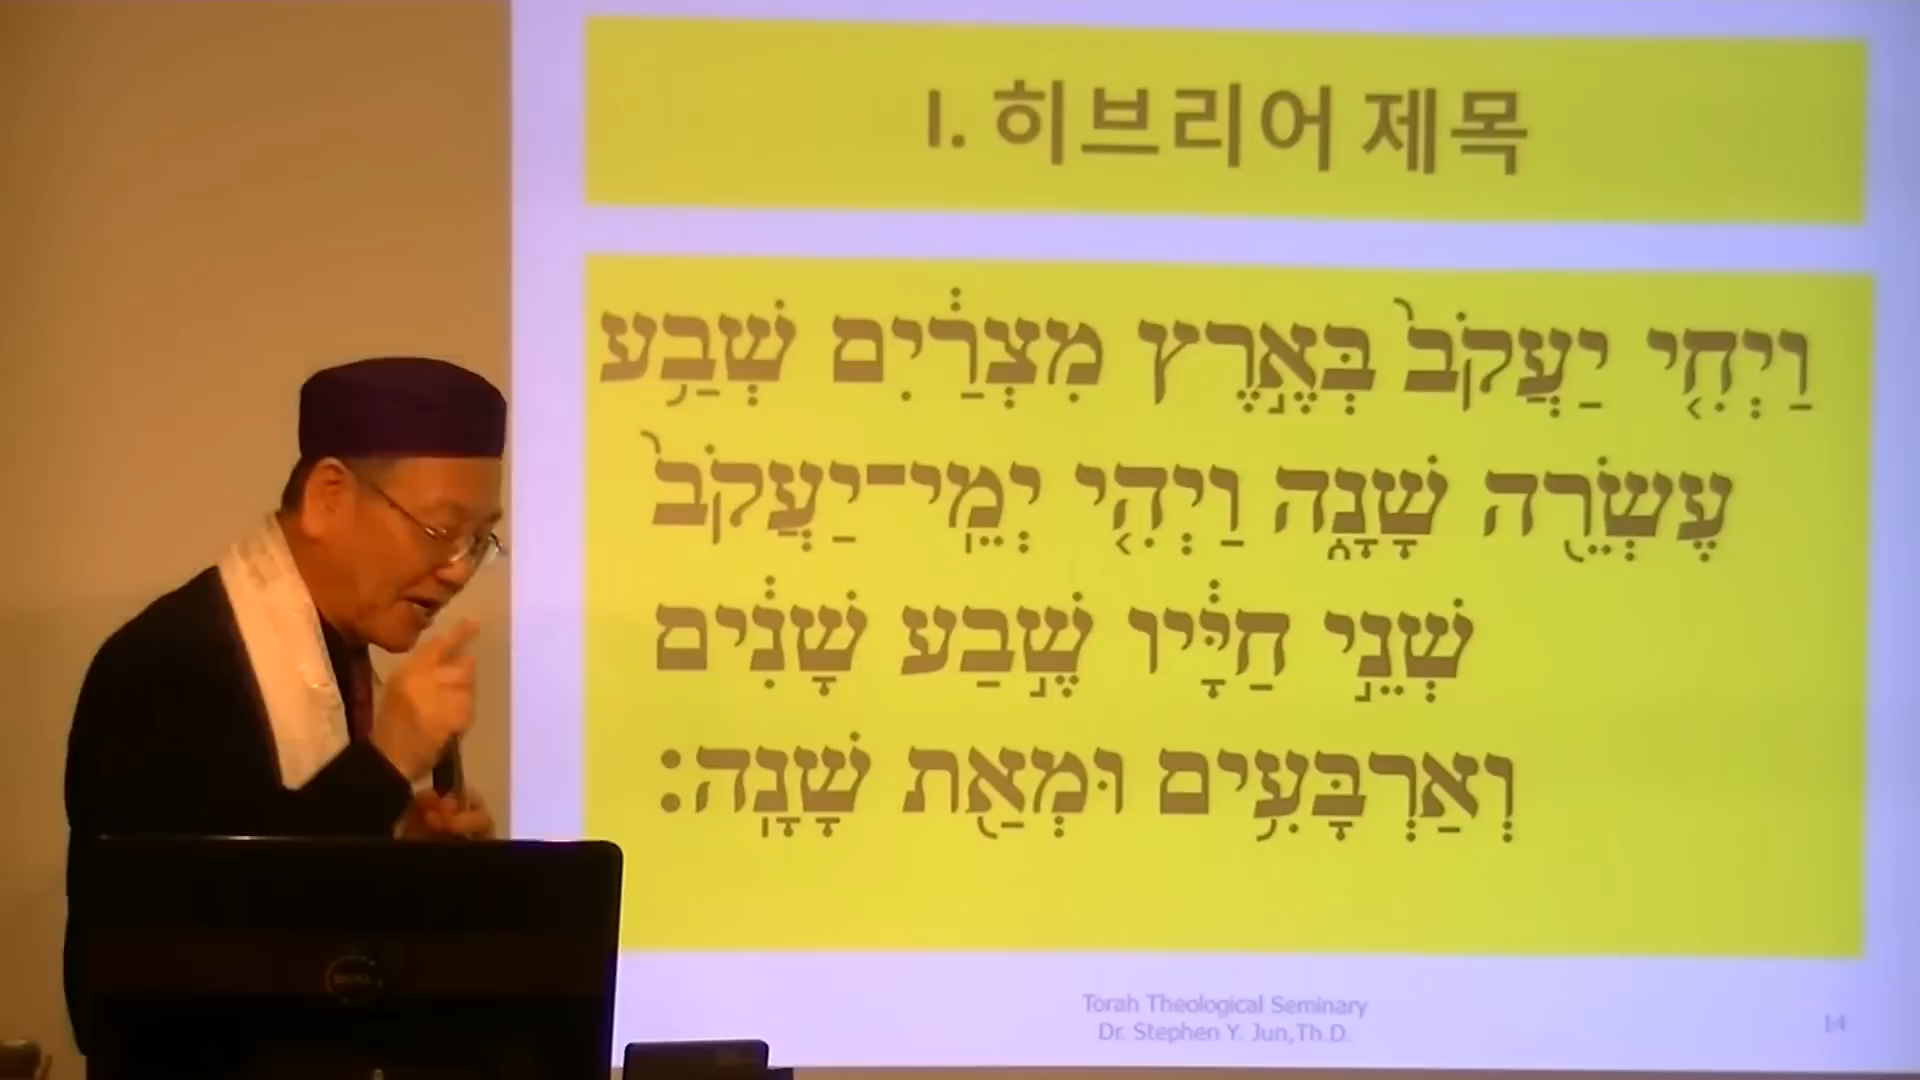 I. 히브리어 제목
וַיְחִ֤י יַעֲקֹב֙ בְּאֶ֣רֶץ מִצְרַ֔יִם שְׁבַ֥ע
עֶשְׂרֵ֖ה שָׁנָ֑ה וַיְהִ֤י יְמֵֽי־יַעֲקֹב֙
שְׁנֵ֣י חַיָּ֔יו שֶׁ֣בַע שָׁנִ֔ים
וְאַרְבָּעִ֥ים וּמְאַ֖ת שָׁנָֽה׃
Torah Theological Seminary
Dr. Stephen Y. Jun,Th.D.
14